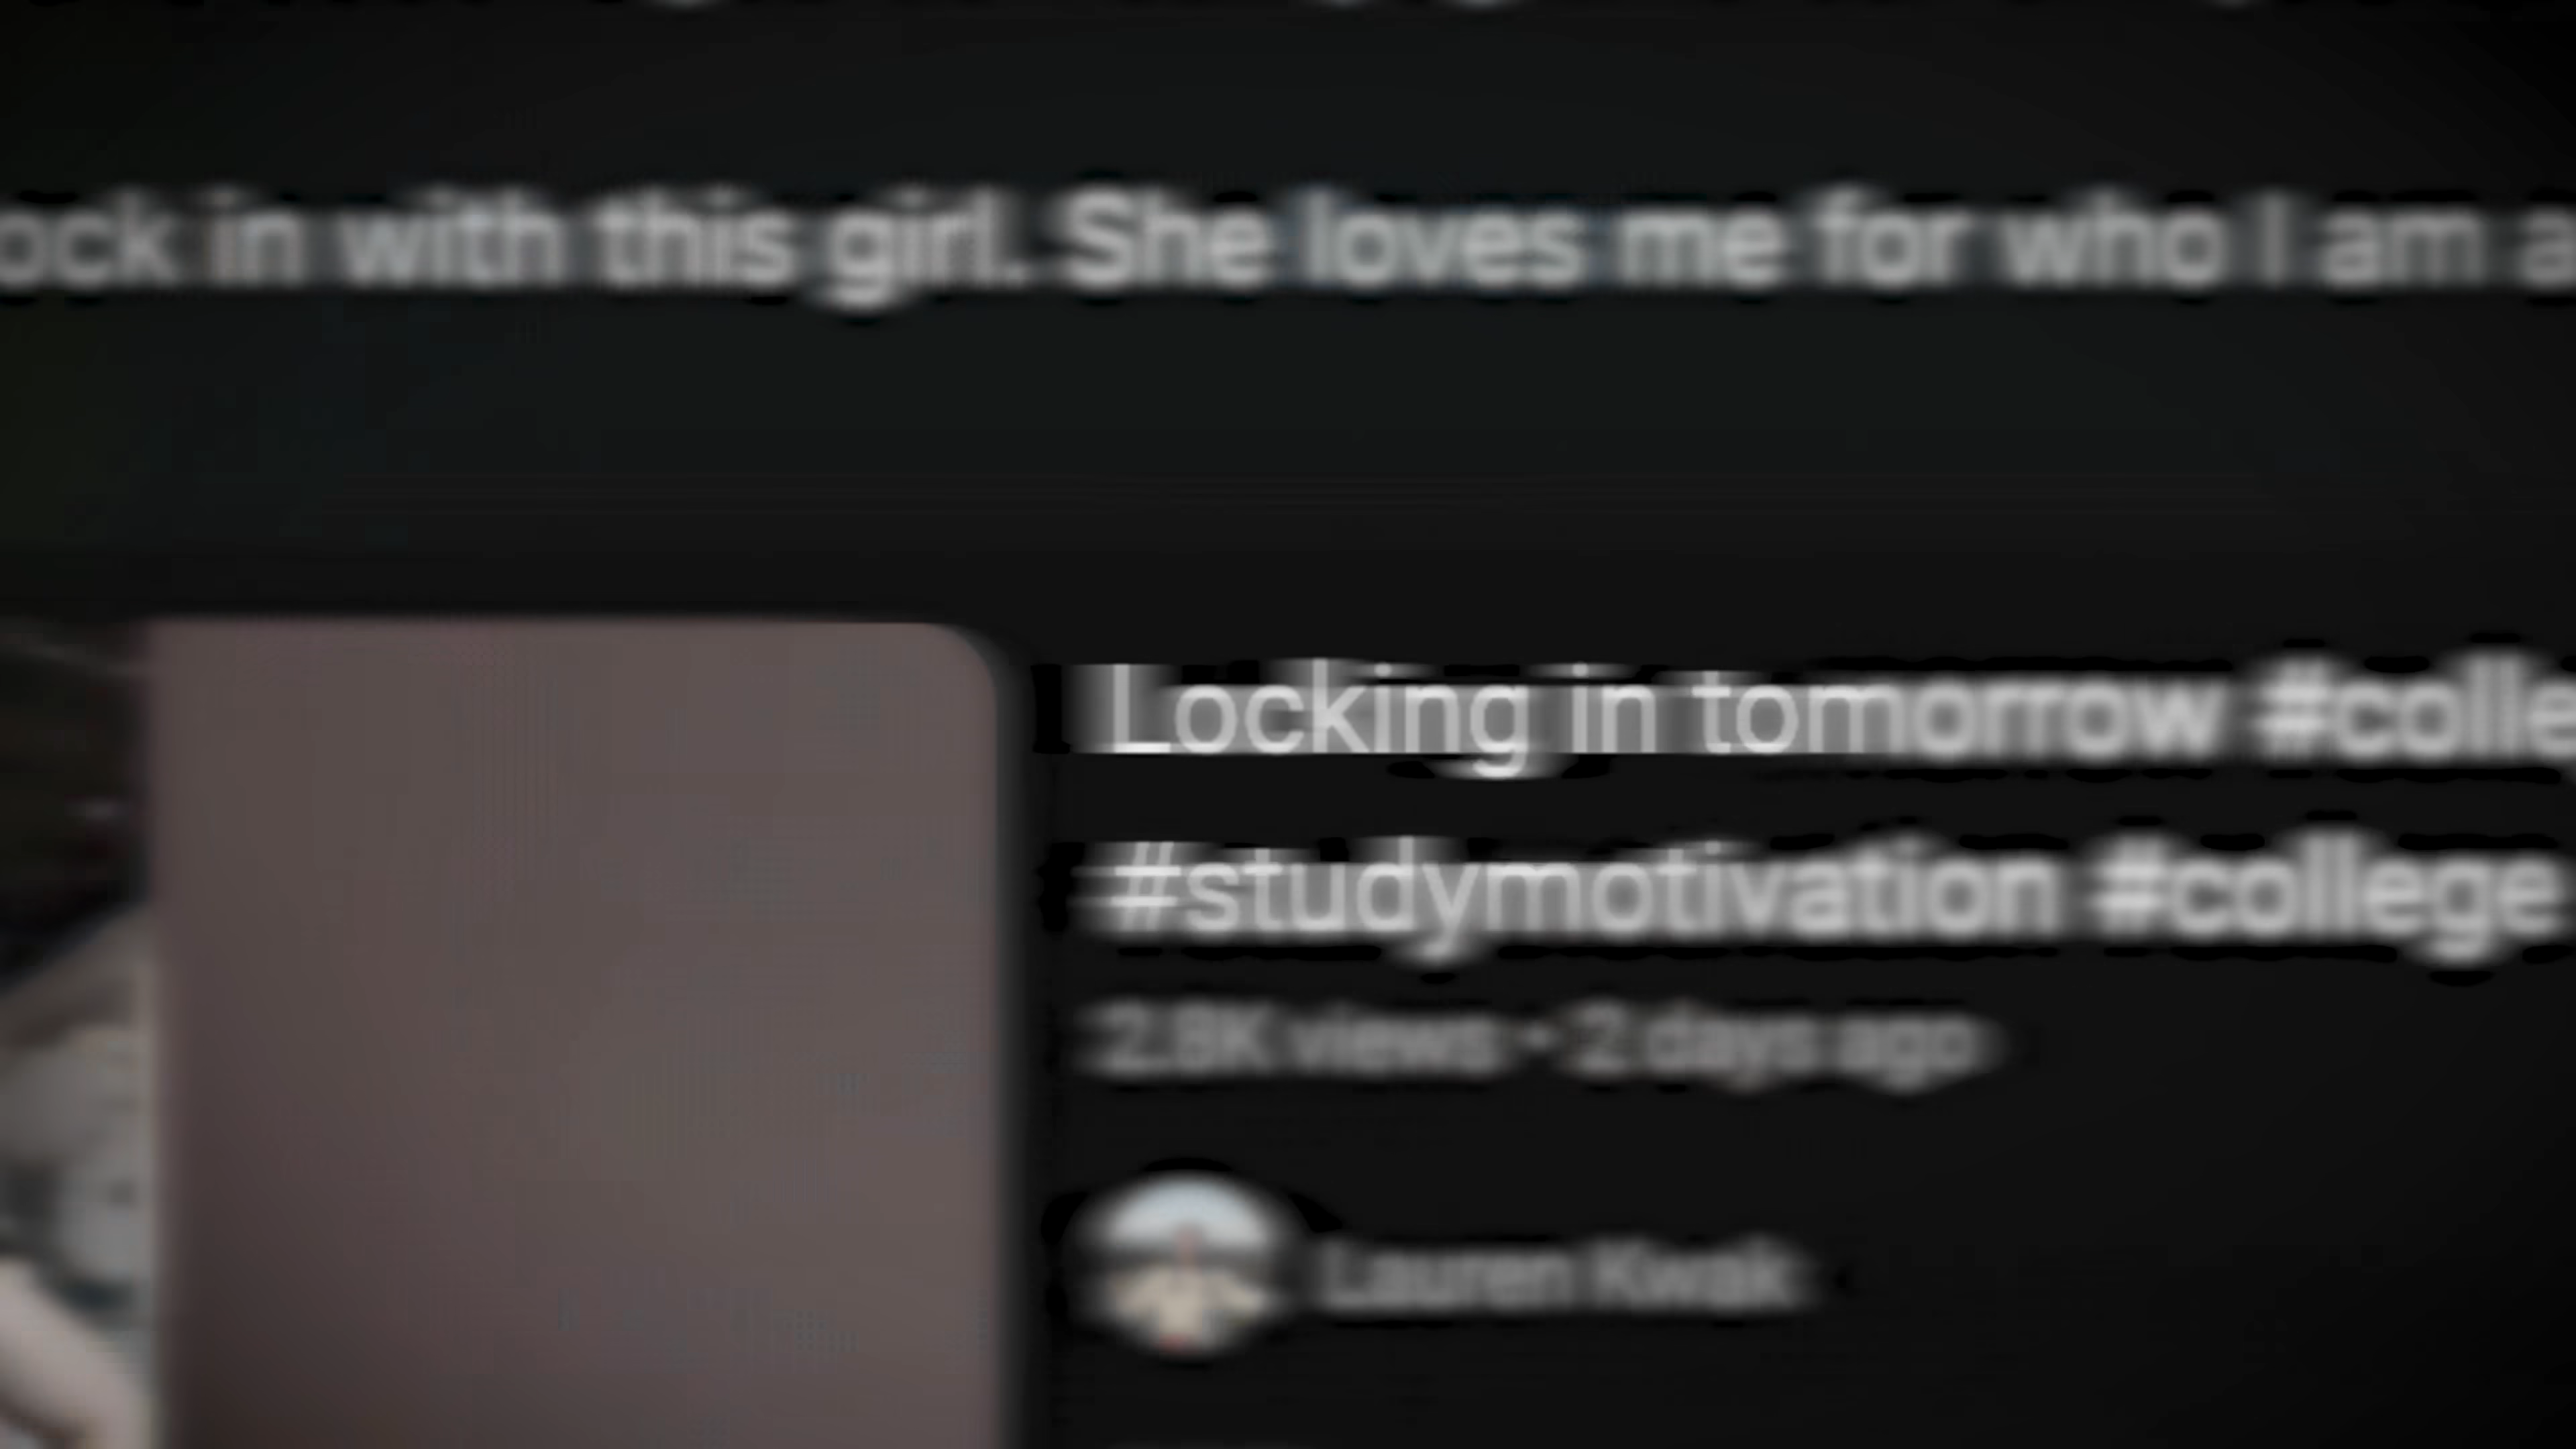 ock in with this girl. She loves me for who I am a
Locking in tomorrow #colleg
#studymotivation #college
2.8K views • 2 days ago
Lauren Kwak